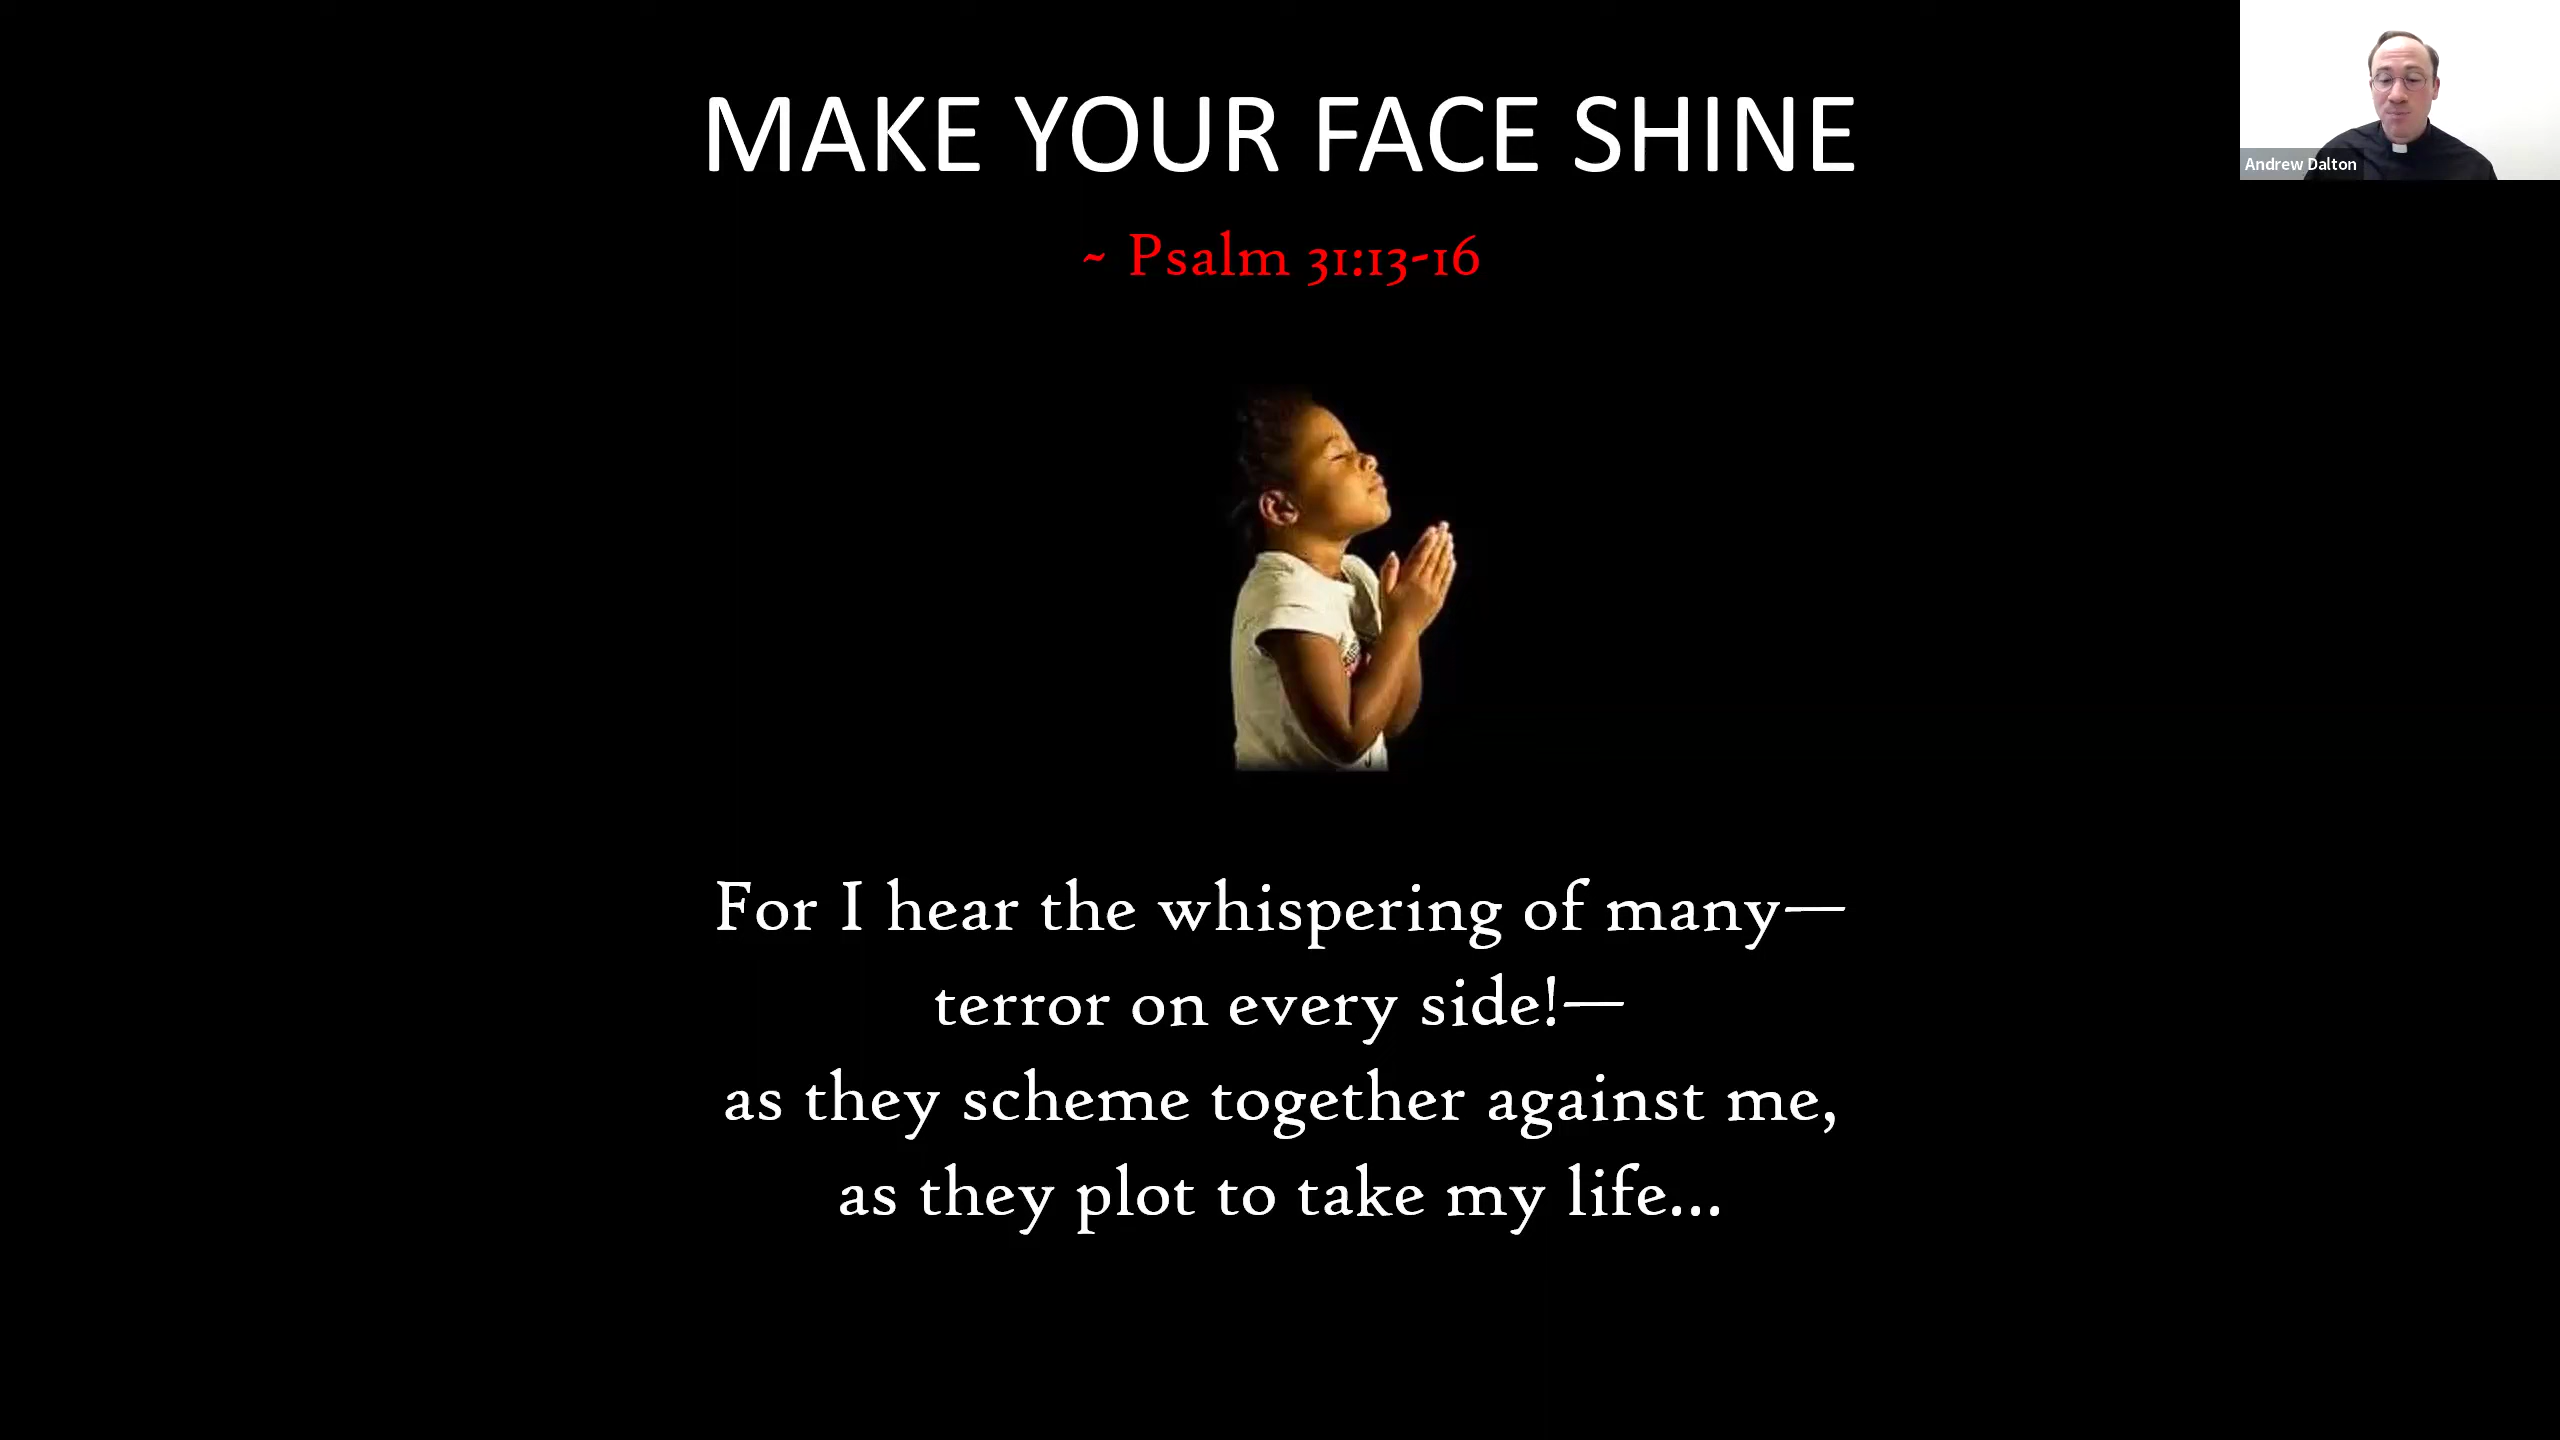 MAKE YOUR FACE SHINE
Andrew Dalton
~ Psalm 31:13-16
For I hear the whispering of many—
terror on every side!—
as they scheme together against me,
as they plot to take my life...